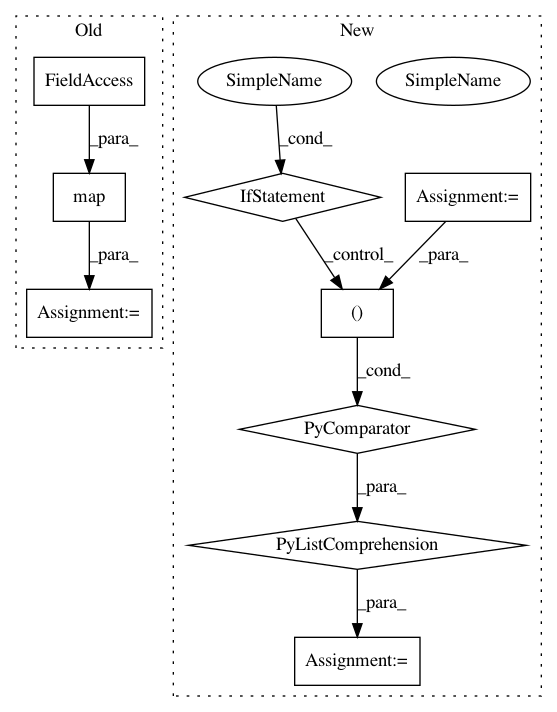 Old
New
FieldAccess
SimpleName
SimpleName
_para_
_cond_
map
IfStatement
Assignment:=
_para_
_control_
_para_
Assignment:=
()
_cond_
PyComparator
_para_
PyListComprehension
_para_
Assignment:=